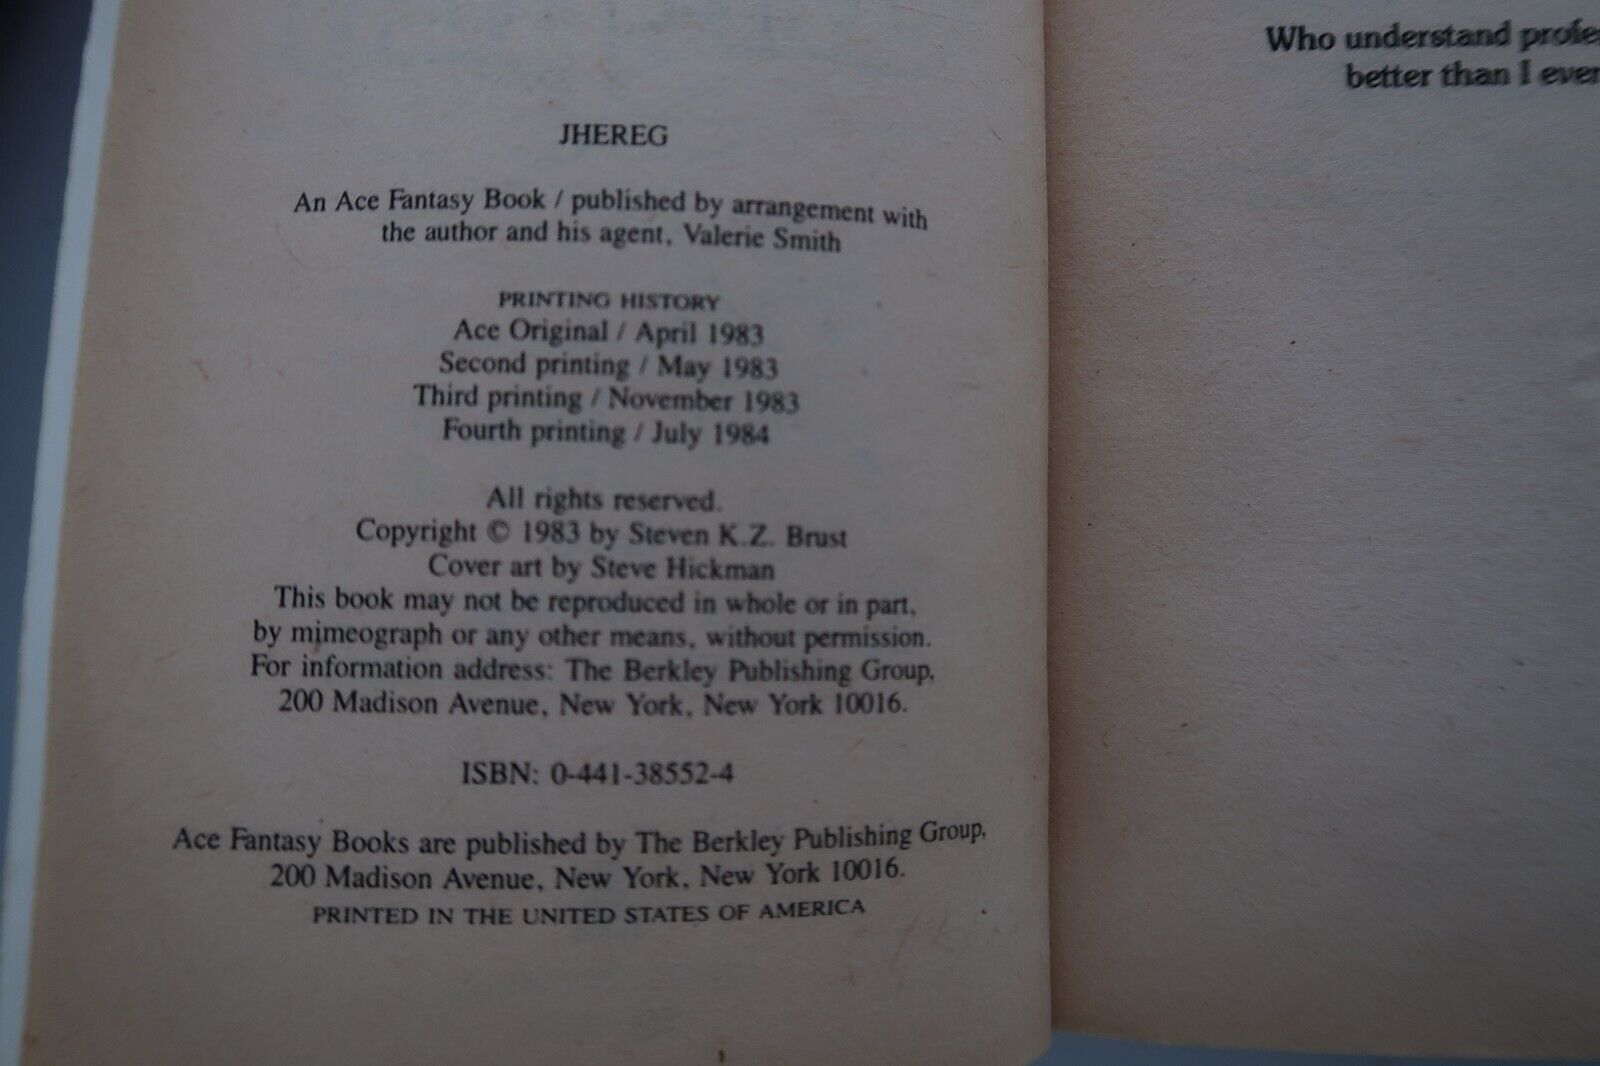 JHEREG
An Ace Fantasy Book / published by arrangement with
the author and his agent, Valerie Smith
PRINTING HISTORY
Ace Original / April 1983
Second printing / May 1983
Third printing / November 1983
Fourth printing / July 1984
All rights reserved.
Copyright © 1983 by Steven K.Z. Brust
Cover art by Steve Hickman
This book may not be reproduced in whole or in part,
by mimeograph or any other means, without permission.
For information address: The Berkley Publishing Group,
200 Madison Avenue, New York, New York 10016.
ISBN: 0-441-38552-4
Ace Fantasy Books are published by The Berkley Publishing Group,
200 Madison Avenue, New York, New York 10016.
PRINTED IN THE UNITED STATES OF AMERICA
Who understand
better than I ever